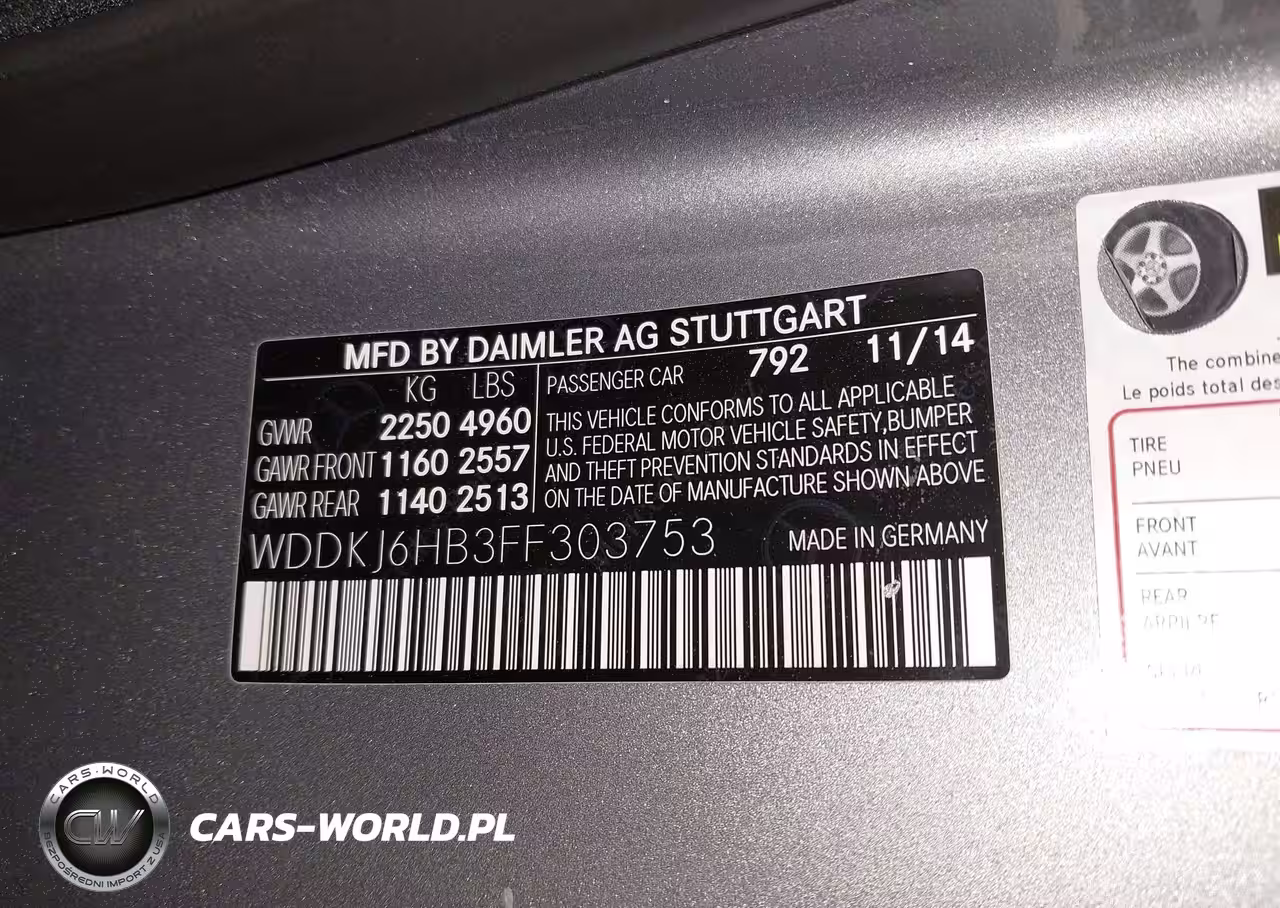 MFD BY DAIMLER AG STUTTGART
KG LBS
GVWR 2250 4960
GAWR FRONT 1160 2557
GAWR REAR 1140 2513
PASSENGER CAR 792 11/14
THIS VEHICLE CONFORMS TO ALL APPLICABLE
U.S. FEDERAL MOTOR VEHICLE SAFETY,BUMPER
AND THEFT PREVENTION STANDARDS IN EFFECT
ON THE DATE OF MANUFACTURE SHOWN ABOVE
WDDKJ6HB3FF303753 MADE IN GERMANY
The combine
Le poids total des
TIRE
PNEU
FRONT
AVANT
REAR
CARS-WORLD
CW
BEZPOŚREDNI IMPORT Z USA
CARS-WORLD.PL